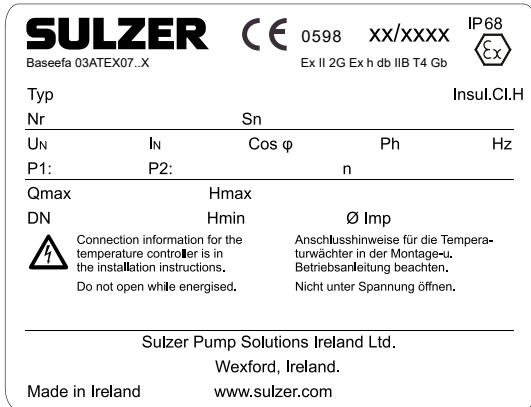 SULZER CE 0598 xx/xxxx IP68
Baseefa 03ATEX07..X Ex II 2G Ex h db IIB T4 Gb Ex
Typ Insul.Cl.H
Nr Sn
UN IN Cos φ Ph Hz
P1: P2: n
Qmax Hmax
DN Hmin Ø Imp
Connection information for the
temperature controller is in
the installation instructions.
Do not open while energised.
Anschlusshinweise für die Tempera-
turwächter in der Montage-u.
Betriebsanleitung beachten.
Nicht unter Spannung öffnen.
Sulzer Pump Solutions Ireland Ltd.
Wexford, Ireland.
Made in Ireland www.sulzer.com